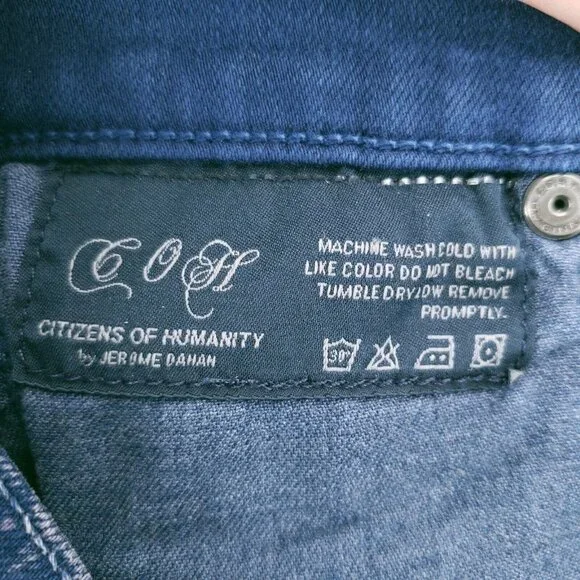 COH
CITIZENS OF HUMANITY
by JEROME DAHAN
MACHINE WASH COLD WITH
LIKE COLOR DO NOT BLEACH
TUMBLE DRY LOW REMOVE
PROMPTLY.
30°